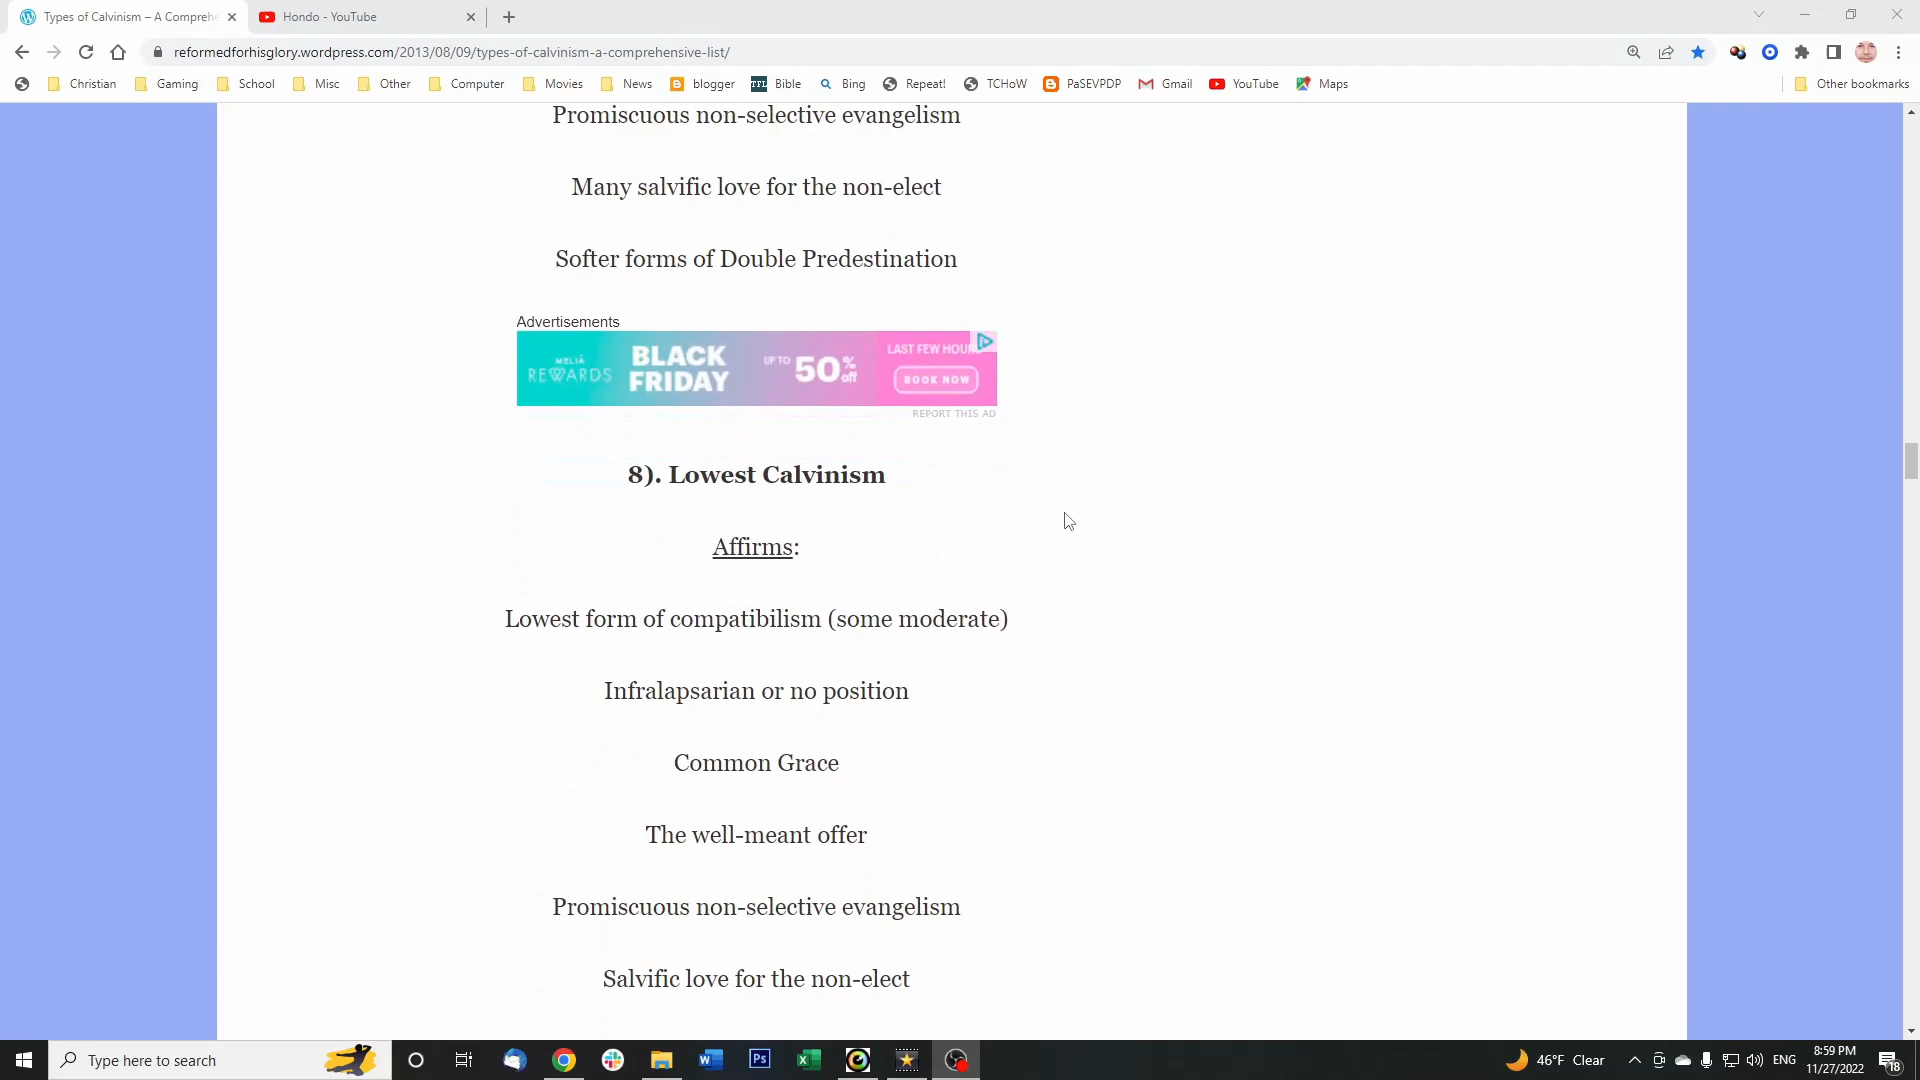 Types of Calvinism – A Comprehe
Hondo - YouTube
reformedforhisglory.wordpress.com/2013/08/09/types-of-calvinism-a-comprehensive-list/
Christian
Gaming
School
Misc
Other
Computer
Movies
News
blogger
TFL
Bible
Bing
Repeat!
TCHoW
PaSEVPDP
Gmail
YouTube
Maps
Other bookmarks
Promiscuous non-selective evangelism
Many salvific love for the non-elect
Softer forms of Double Predestination
Advertisements
MELIÃ
REWARDS
BLACK
FRIDAY
UP TO
50%
off
LAST FEW HOUR
BOOK NOW
REPORT THIS AD
8). Lowest Calvinism
Affirms:
Lowest form of compatibilism (some moderate)
Infralapsarian or no position
Common Grace
The well-meant offer
Promiscuous non-selective evangelism
Salvific love for the non-elect
Type here to search
46°F Clear
ENG
8:59 PM
11/27/2022
18